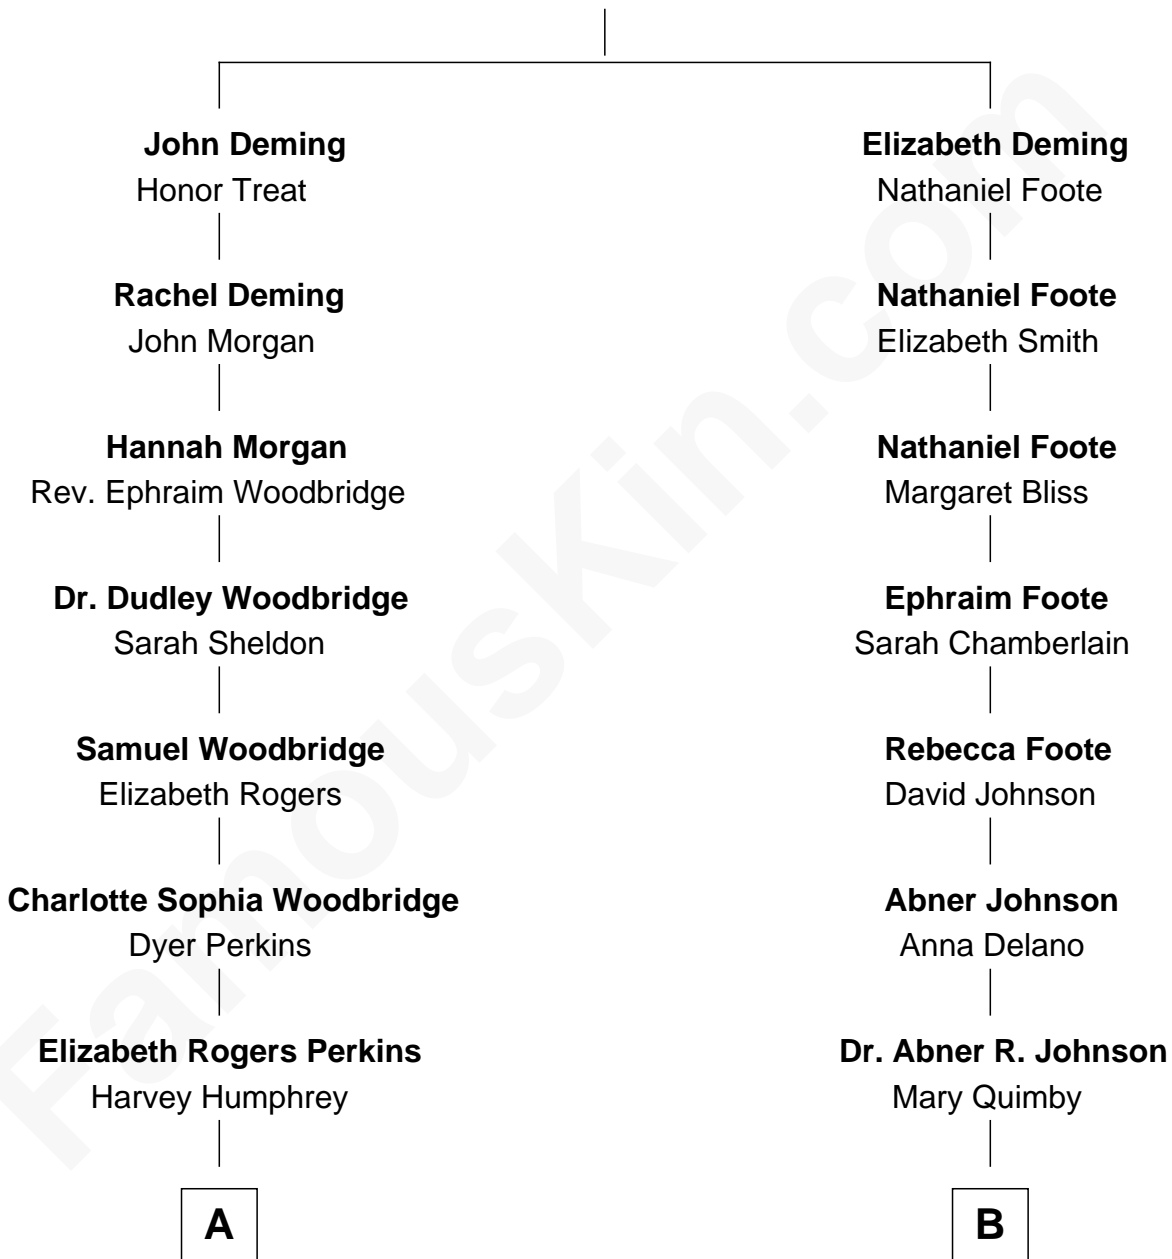 John Deming
Honor Treat
Elizabeth Deming
Nathaniel Foote
Rachel Deming
John Morgan
Nathaniel Foote
Elizabeth Smith
Hannah Morgan
Rev. Ephraim Woodbridge
Nathaniel Foote
Margaret Bliss
Dr. Dudley Woodbridge
Sarah Sheldon
Ephraim Foote
Sarah Chamberlain
Samuel Woodbridge
Elizabeth Rogers
Rebecca Foote
David Johnson
Charlotte Sophia Woodbridge
Dyer Perkins
Abner Johnson
Anna Delano
Elizabeth Rogers Perkins
Harvey Humphrey
Dr. Abner R. Johnson
Mary Quimby
A
B
FamousKin.com